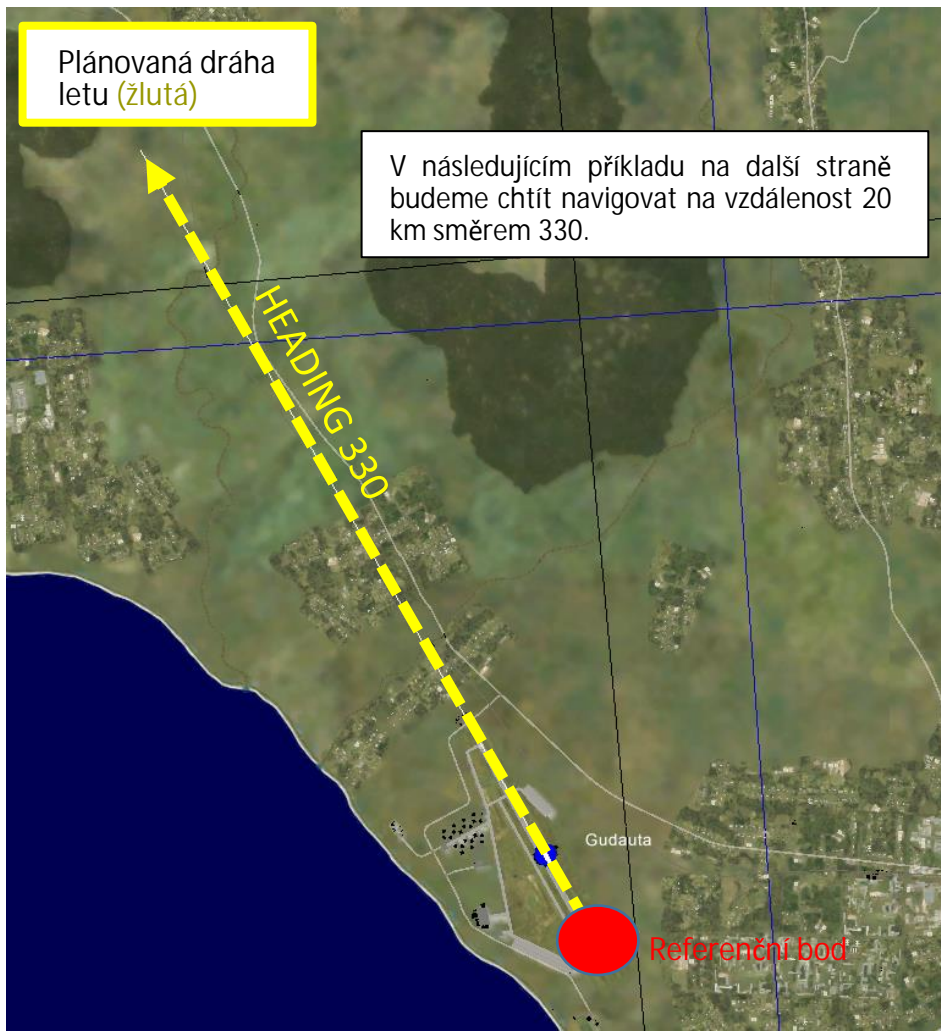 Plánovaná dráha
letu (žlutá)
V následujícím příkladu na další straně
budeme chtít navigovat na vzdálenost 20
km směrem 330.
HEADING 330
Gudauta
Referenční bod